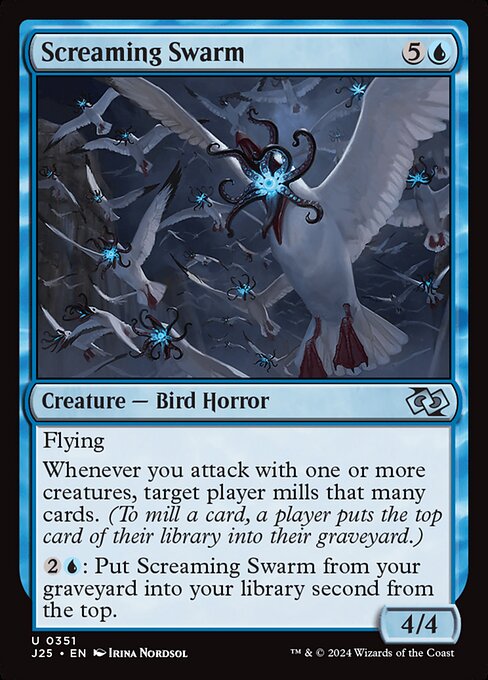 Screaming Swarm 5
Creature — Bird Horror
Flying
Whenever you attack with one or more
creatures, target player mills that many
cards. (To mill a card, a player puts the top
card of their library into their graveyard.)
2: Put Screaming Swarm from your
graveyard into your library second from
the top.
4/4
U 0351
J25 • EN Irina Nordsol
™ & © 2024 Wizards of the Coast